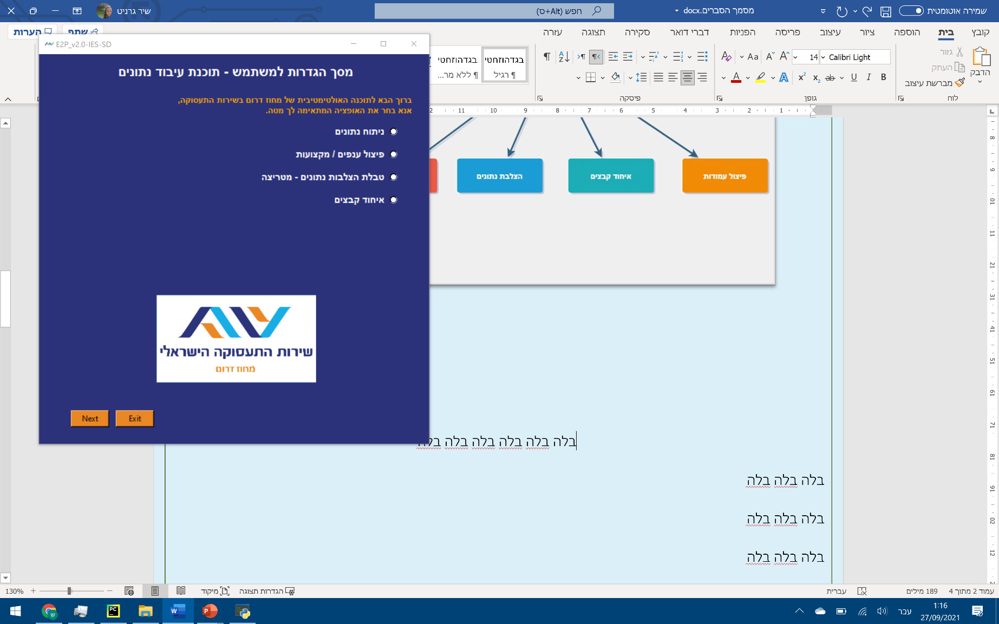 שמירה אוטומטית
מסמך הסברים.docx
חפש (Alt+ס)
שיר גרניט
קובץ
בית
הוספה
ציור
עיצוב
פריסה
הפניות
דברי דואר
סקירה
תצוגה
עזרה
שתף
הערות
הדבק
גזור
העתק
מברשת עיצוב
לוח
Calibri Light
14
גופן
פיסקה
בגדהוזחטי
¶ רגיל
בגדהוזחטי
¶ ללא מר...
E2P_v2.0-IES-SD
מסך הגדרות למשתמש - תוכנת עיבוד נתונים
ברוך הבא לתוכנה האולטימטיבית של מחוז דרום בשירות התעסוקה,
אנא בחר את האופציה המתאימה לך מטה.
ניתוח נתונים
פיצול ענפים / מקצועות
טבלת הצלבות נתונים - מטריצה
איחוד קבצים
שירות התעסוקה הישראלי
מחוז דרום
Next
Exit
פיצול עמודות
איחוד קבצים
הצלבת נתונים
בלה בלה בלה בלה בלה בלה
בלה בלה בלה
בלה בלה בלה
בלה בלה בלה
עמוד 2 מתוך 4
189 מילים
עברית
הגדרות תצוגה
מיקוד
130%
עבר
1:16
27/09/2021